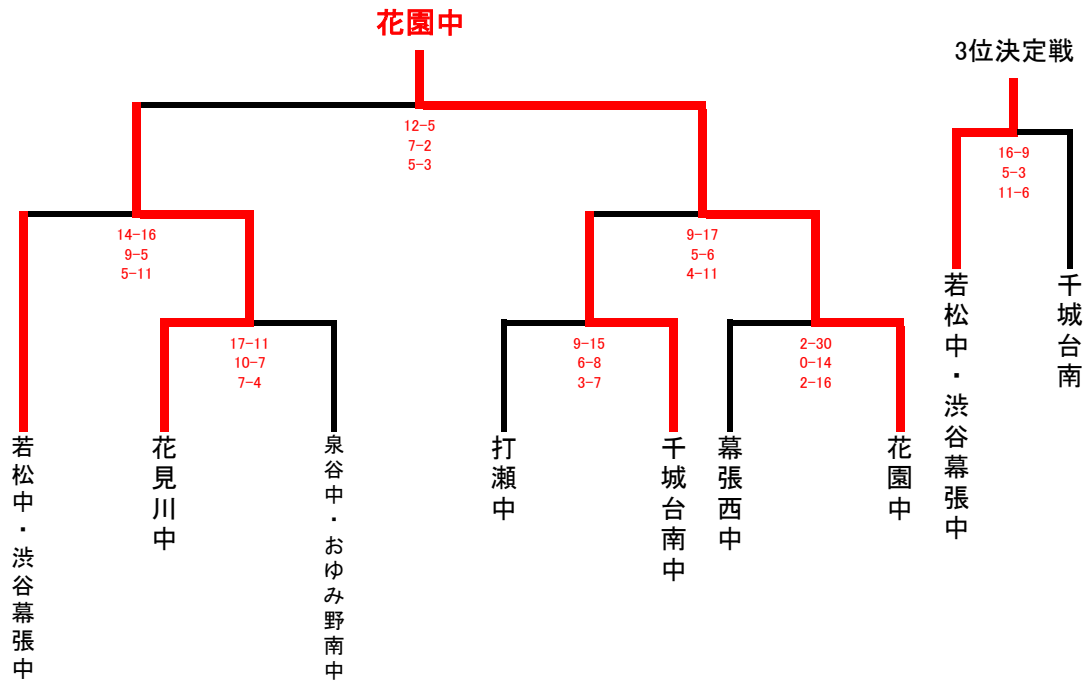 花園中
3位決定戦
12-5
7-2
5-3
16-9
5-3
11-6
14-16
9-5
5-11
9-17
5-6
4-11
若松中・渋谷幕張中
千城台南
17-11
10-7
7-4
9-15
6-8
3-7
2-30
0-14
2-16
若松中・渋谷幕張中
花見川中
泉谷中・おゆみ野南中
打瀬中
千城台南中
幕張西中
花園中